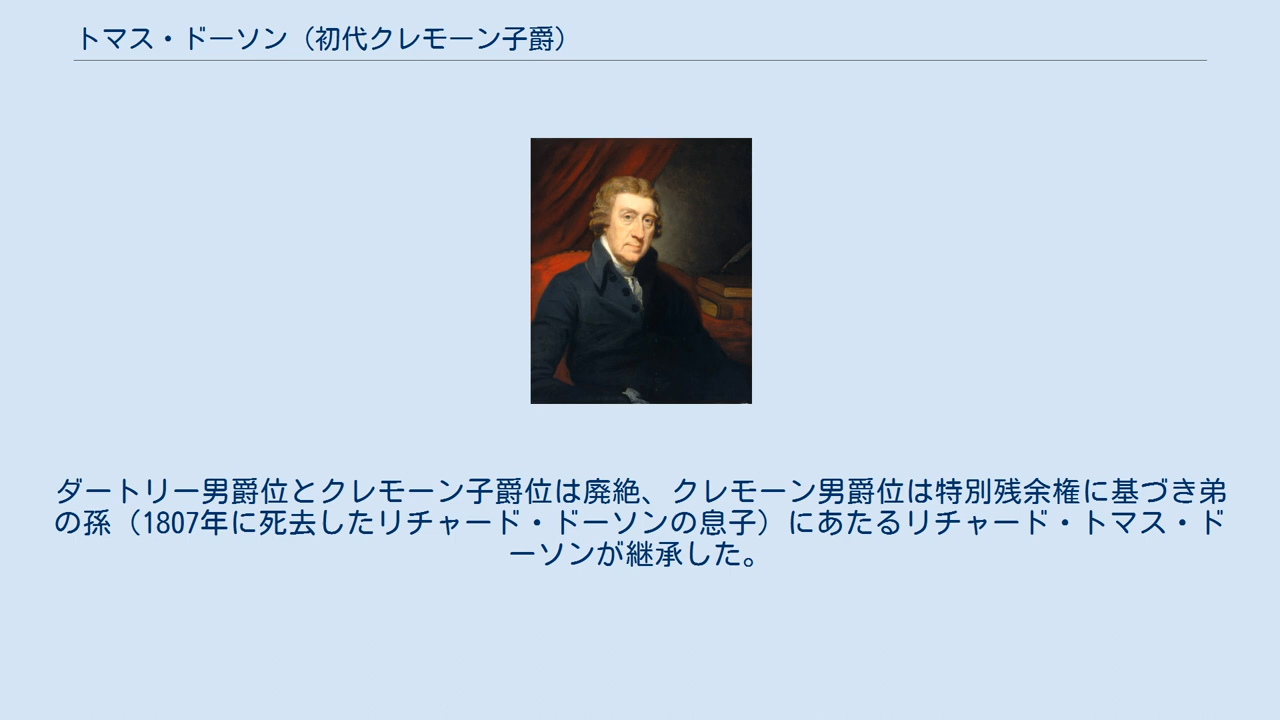 トマス・ドーソン（初代クレモーン子爵）
ダートリー男爵位とクレモーン子爵位は廃絶、クレモーン男爵位は特別残余権に基づき弟
の孫（1807年に死去したリチャード・ドーソンの息子）にあたるリチャード・トマス・ド
ーソンが継承した。